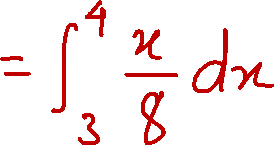 = ∫₃⁴ x/8 dx